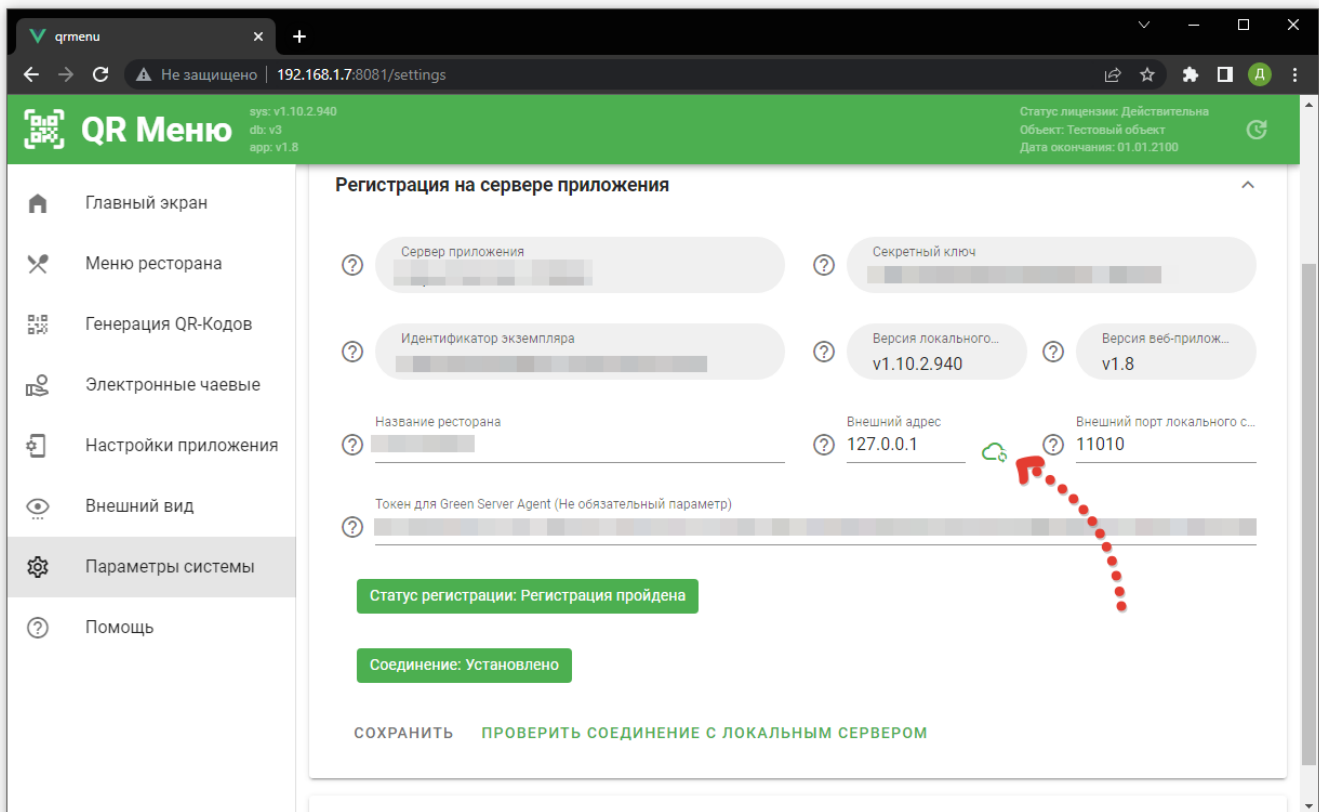 qrmenu
Не защищено 192.168.1.7:8081/settings
Д
QR Меню
sys: v1.10.2.940
db: v3
app: v1.8
Статус лицензии: Действительна
Объект: Тестовый объект
Дата окончания: 01.01.2100
Главный экран
Меню ресторана
Генерация QR-Кодов
Электронные чаевые
Настройки приложения
Внешний вид
Параметры системы
Помощь
Регистрация на сервере приложения
Сервер приложения
Секретный ключ
Идентификатор экземпляра
Версия локального...
v1.10.2.940
Версия веб-прилож...
v1.8
Название ресторана
Внешний адрес
127.0.0.1
Внешний порт локального с...
11010
Токен для Green Server Agent (Не обязательный параметр)
Статус регистрации: Регистрация пройдена
Соединение: Установлено
СОХРАНИТЬ ПРОВЕРИТЬ СОЕДИНЕНИЕ С ЛОКАЛЬНЫМ СЕРВЕРОМ